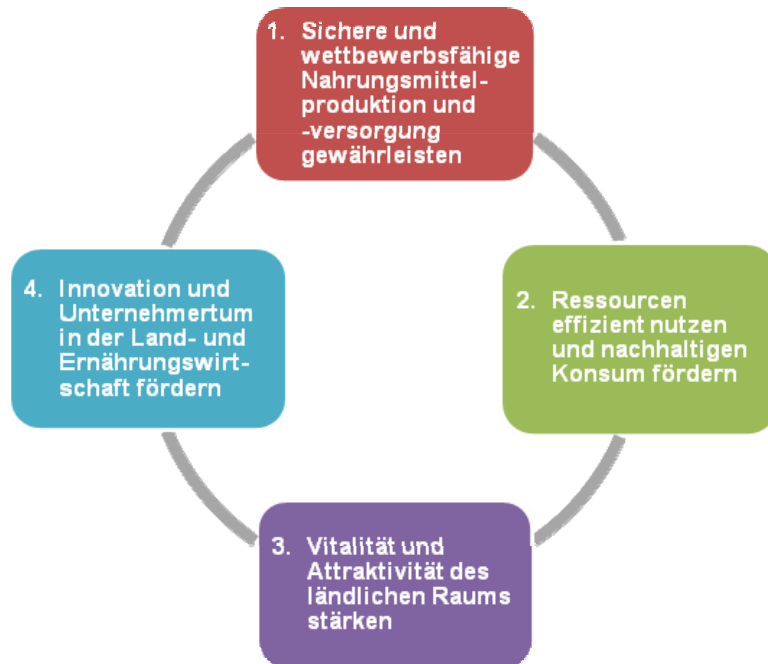 1. Sichere und
wettbewerbsfähige
Nahrungsmittel-
produktion und
-versorgung
gewährleisten
2. Ressourcen
effizient nutzen
und nachhaltigen
Konsum fördern
3. Vitalität und
Attraktivität des
ländlichen Raums
stärken
4. Innovation und
Unternehmertum
in der Land- und
Ernährungswirt-
schaft fördern